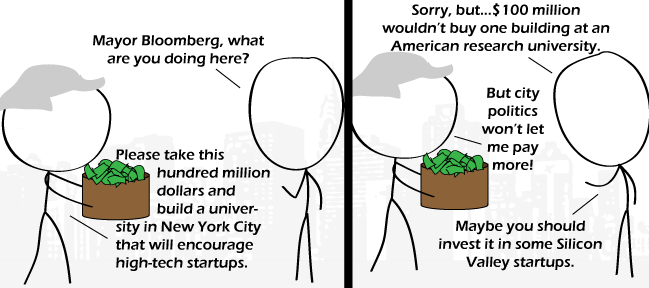 Mayor Bloomberg, what
are you doing here?
Please take this
hundred million
dollars and
build a univer-
sity in New York City
that will encourage
high-tech startups.
Sorry, but...$100 million
wouldn't buy one building at an
American research university.
But city
politics
won't let
me pay
more!
Maybe you should
invest it in some Silicon
Valley startups.